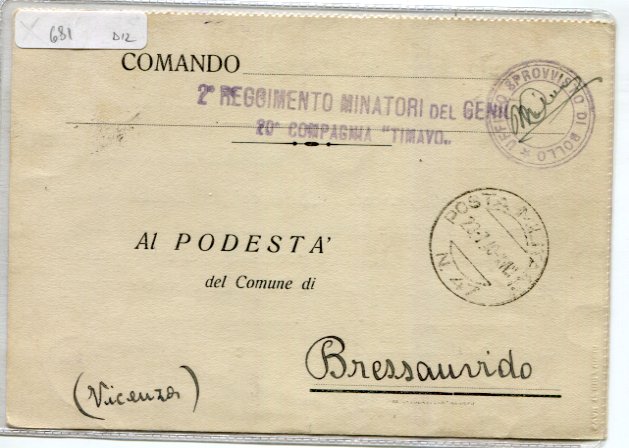 681 D12
COMANDO
2° REGGIMENTO MINATORI DEL GENIO
20° COMPAGNIA "TIMAVO„
UFFICIO SPROVVISTO DI BOLLO
POSTA MILITARE
N. 47
Al PODESTA'
del Comune di
Bressanvido
(Vicenza)